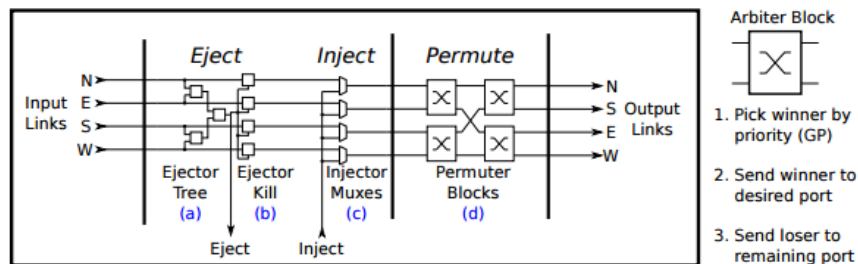 Eject Inject Permute
Input
Links
N
E
S
W
Ejector
Tree
(a)
Ejector
Kill
(b)
Injector
Muxes
(c)
Permuter
Blocks
(d)
Eject
Inject
N
S
E
W
Output
Links
Arbiter Block
1. Pick winner by
priority (GP)
2. Send winner to
desired port
3. Send loser to
remaining port